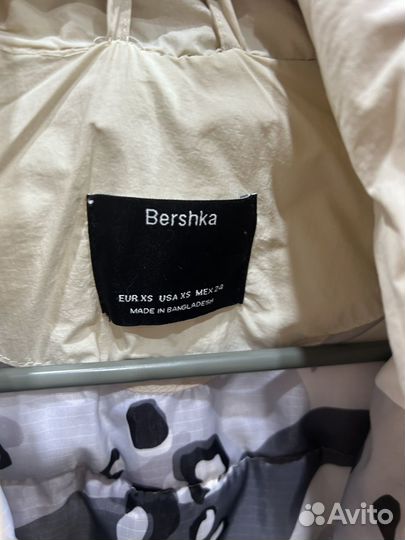 Bershka
EUR XS USA XS MEX 24
MADE IN BANGLADESH
Avito